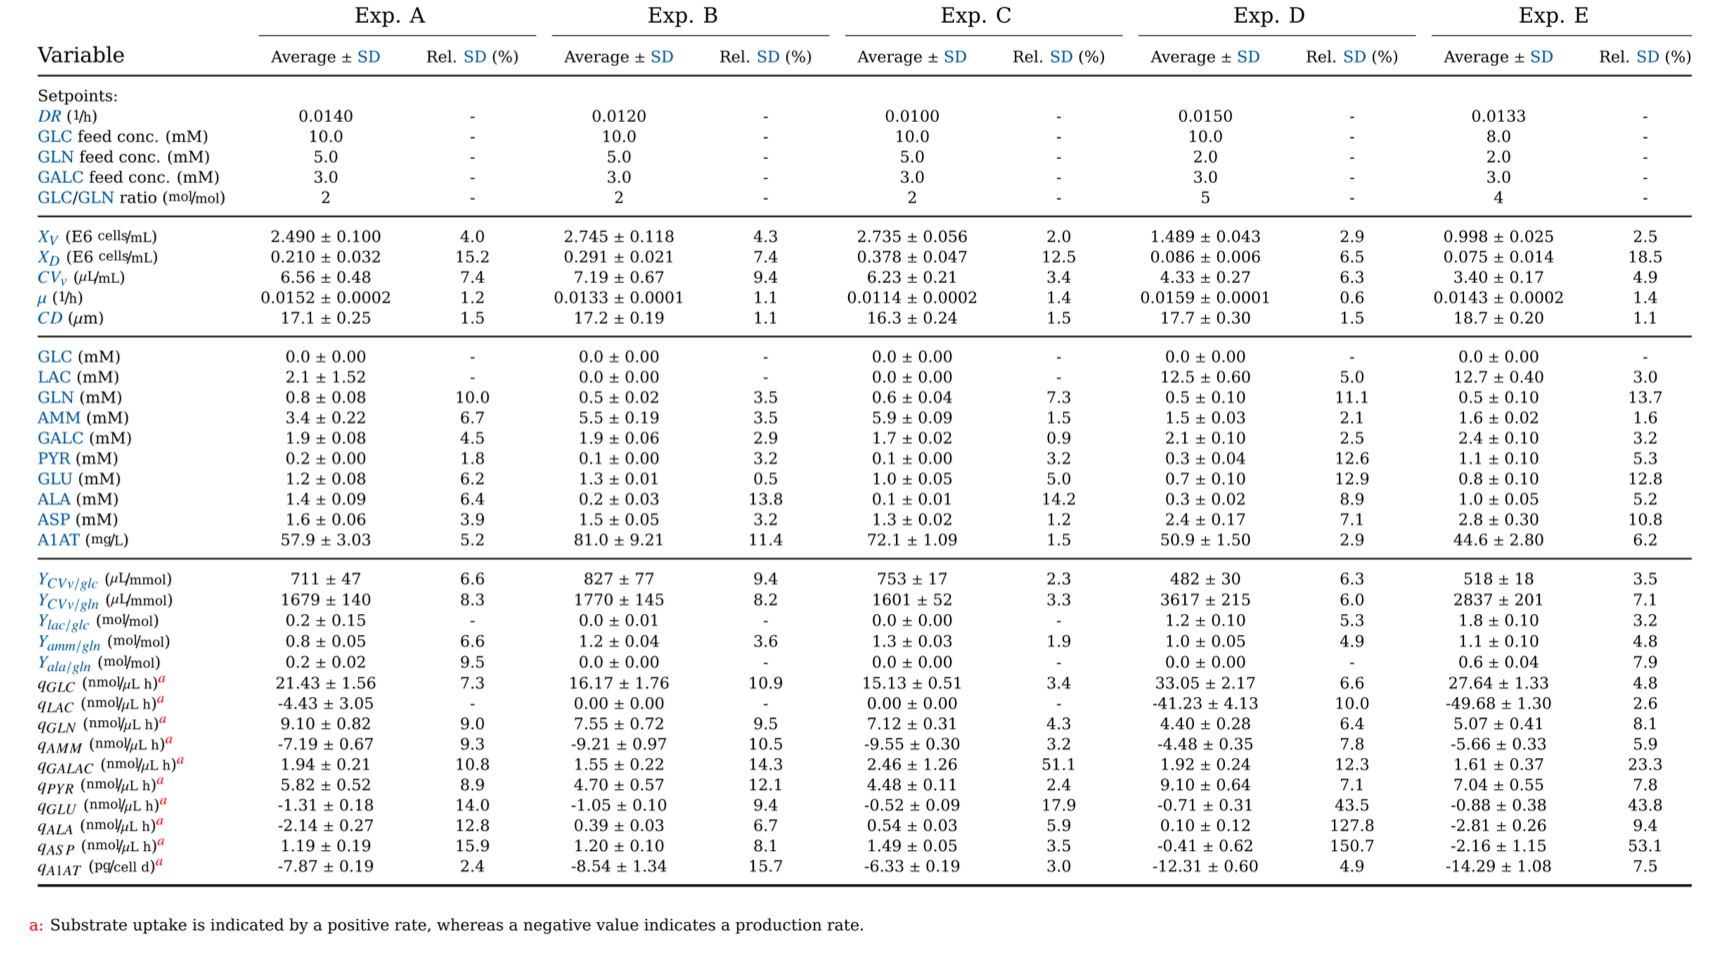 Exp. A Exp. B Exp. C Exp. D Exp. E
Variable Average ± SD Rel. SD (%) Average ± SD Rel. SD (%) Average ± SD Rel. SD (%) Average ± SD Rel. SD (%) Average ± SD Rel. SD (%)
Setpoints:
DR (1/h) 0.0140 - 0.0120 - 0.0100 - 0.0150 - 0.0133 -
GLC feed conc. (mM) 10.0 - 10.0 - 10.0 - 10.0 - 8.0 -
GLN feed conc. (mM) 5.0 - 5.0 - 5.0 - 2.0 - 2.0 -
GALC feed conc. (mM) 3.0 - 3.0 - 3.0 - 3.0 - 3.0 -
GLC/GLN ratio (mol/mol) 2 - 2 - 2 - 5 - 4 -
XV (E6 cells/mL) 2.490 ± 0.100 4.0 2.745 ± 0.118 4.3 2.735 ± 0.056 2.0 1.489 ± 0.043 2.9 0.998 ± 0.025 2.5
XD (E6 cells/mL) 0.210 ± 0.032 15.2 0.291 ± 0.021 7.4 0.378 ± 0.047 12.5 0.086 ± 0.006 6.5 0.075 ± 0.014 18.5
CVv (μL/mL) 6.56 ± 0.48 7.4 7.19 ± 0.67 9.4 6.23 ± 0.21 3.4 4.33 ± 0.27 6.3 3.40 ± 0.17 4.9
μ (1/h) 0.0152 ± 0.0002 1.2 0.0133 ± 0.0001 1.1 0.0114 ± 0.0002 1.4 0.0159 ± 0.0001 0.6 0.0143 ± 0.0002 1.4
CD (μm) 17.1 ± 0.25 1.5 17.2 ± 0.19 1.1 16.3 ± 0.24 1.5 17.7 ± 0.30 1.5 18.7 ± 0.20 1.1
GLC (mM) 0.0 ± 0.00 - 0.0 ± 0.00 - 0.0 ± 0.00 - 0.0 ± 0.00 - 0.0 ± 0.00 -
LAC (mM) 2.1 ± 1.52 - 0.0 ± 0.00 - 0.0 ± 0.00 - 12.5 ± 0.60 5.0 12.7 ± 0.40 3.0
GLN (mM) 0.8 ± 0.08 10.0 0.5 ± 0.02 3.5 0.6 ± 0.04 7.3 0.5 ± 0.10 11.1 0.5 ± 0.10 13.7
AMM (mM) 3.4 ± 0.22 6.7 5.5 ± 0.19 3.5 5.9 ± 0.09 1.5 1.5 ± 0.03 2.1 1.6 ± 0.02 1.6
GALC (mM) 1.9 ± 0.08 4.5 1.9 ± 0.06 2.9 1.7 ± 0.02 0.9 2.1 ± 0.10 2.5 2.4 ± 0.10 3.2
PYR (mM) 0.2 ± 0.00 1.8 0.1 ± 0.00 3.2 0.1 ± 0.00 3.2 0.3 ± 0.04 12.6 1.1 ± 0.10 5.3
GLU (mM) 1.2 ± 0.08 6.2 1.3 ± 0.01 0.5 1.0 ± 0.05 5.0 0.7 ± 0.10 12.9 0.8 ± 0.10 12.8
ALA (mM) 1.4 ± 0.09 6.4 0.2 ± 0.03 13.8 0.1 ± 0.01 14.2 0.3 ± 0.02 8.9 1.0 ± 0.05 5.2
ASP (mM) 1.6 ± 0.06 3.9 1.5 ± 0.05 3.2 1.3 ± 0.02 1.2 2.4 ± 0.17 7.1 2.8 ± 0.30 10.8
A1AT (mg/L) 57.9 ± 3.03 5.2 81.0 ± 9.21 11.4 72.1 ± 1.09 1.5 50.9 ± 1.50 2.9 44.6 ± 2.80 6.2
YCVv/glc (μL/mmol) 711 ± 47 6.6 827 ± 77 9.4 753 ± 17 2.3 482 ± 30 6.3 518 ± 18 3.5
YCVv/gln (μL/mmol) 1679 ± 140 8.3 1770 ± 145 8.2 1601 ± 52 3.3 3617 ± 215 6.0 2837 ± 201 7.1
Ylac/glc (mol/mol) 0.2 ± 0.15 - 0.0 ± 0.01 - 0.0 ± 0.00 - 1.2 ± 0.10 5.3 1.8 ± 0.10 3.2
Yamm/gln (mol/mol) 0.8 ± 0.05 6.6 1.2 ± 0.04 3.6 1.3 ± 0.03 1.9 1.0 ± 0.05 4.9 1.1 ± 0.10 4.8
Yala/gln (mol/mol) 0.2 ± 0.02 9.5 0.0 ± 0.00 - 0.0 ± 0.00 - 0.0 ± 0.00 - 0.6 ± 0.04 7.9
qGLC (nmol/μL h)a 21.43 ± 1.56 7.3 16.17 ± 1.76 10.9 15.13 ± 0.51 3.4 33.05 ± 2.17 6.6 27.64 ± 1.33 4.8
qLAC (nmol/μL h)a -4.43 ± 3.05 - 0.00 ± 0.00 - 0.00 ± 0.00 - -41.23 ± 4.13 10.0 -49.68 ± 1.30 2.6
qGLN (nmol/μL h)a 9.10 ± 0.82 9.0 7.55 ± 0.72 9.5 7.12 ± 0.31 4.3 4.40 ± 0.28 6.4 5.07 ± 0.41 8.1
qAMM (nmol/μL h)a -7.19 ± 0.67 9.3 -9.21 ± 0.97 10.5 -9.55 ± 0.30 3.2 -4.48 ± 0.35 7.8 -5.66 ± 0.33 5.9
qGALAC (nmol/μL h)a 1.94 ± 0.21 10.8 1.55 ± 0.22 14.3 2.46 ± 1.26 51.1 1.92 ± 0.24 12.3 1.61 ± 0.37 23.3
qPYR (nmol/μL h)a 5.82 ± 0.52 8.9 4.70 ± 0.57 12.1 4.48 ± 0.11 2.4 9.10 ± 0.64 7.1 7.04 ± 0.55 7.8
qGLU (nmol/μL h)a -1.31 ± 0.18 14.0 -1.05 ± 0.10 9.4 -0.52 ± 0.09 17.9 -0.71 ± 0.31 43.5 -0.88 ± 0.38 43.8
qALA (nmol/μL h)a -2.14 ± 0.27 12.8 0.39 ± 0.03 6.7 0.54 ± 0.03 5.9 0.10 ± 0.12 127.8 -2.81 ± 0.26 9.4
qASP (nmol/μL h)a 1.19 ± 0.19 15.9 1.20 ± 0.10 8.1 1.49 ± 0.05 3.5 -0.41 ± 0.62 150.7 -2.16 ± 1.15 53.1
qA1AT (pg/cell d)a -7.87 ± 0.19 2.4 -8.54 ± 1.34 15.7 -6.33 ± 0.19 3.0 -12.31 ± 0.60 4.9 -14.29 ± 1.08 7.5
a: Substrate uptake is indicated by a positive rate, whereas a negative value indicates a production rate.